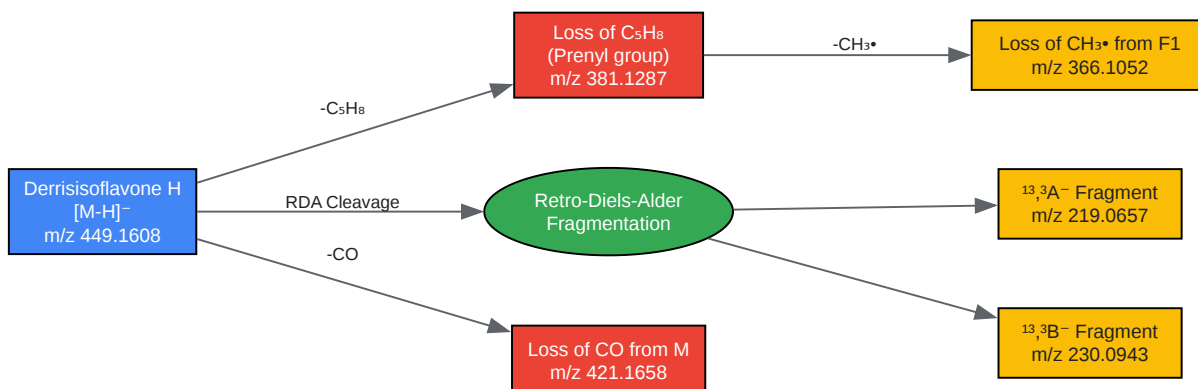 Derrisisoflavone H
[M-H]⁻
m/z 449.1608
-C₅H₈
RDA Cleavage
-CO
Loss of C₅H₈
(Prenyl group)
m/z 381.1287
-CH₃•
Loss of CH₃• from F1
m/z 366.1052
Retro-Diels-Alder
Fragmentation
¹³,³A⁻ Fragment
m/z 219.0657
¹³,³B⁻ Fragment
m/z 230.0943
Loss of CO from M
m/z 421.1658